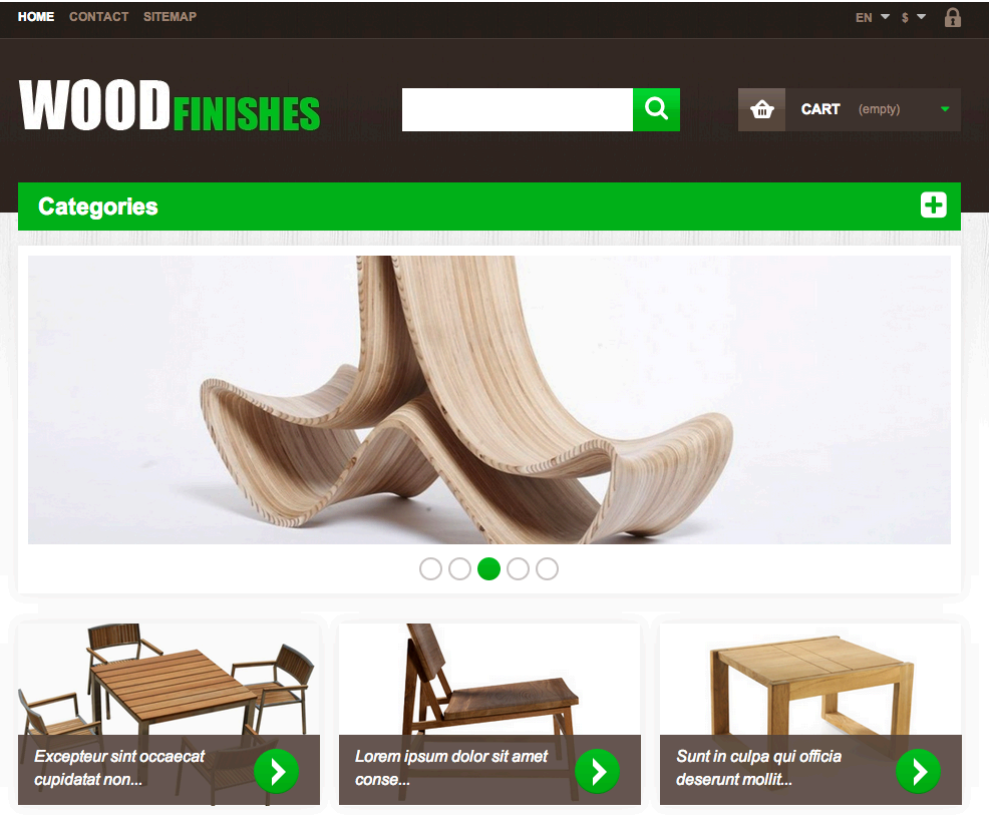 HOME CONTACT SITEMAP EN $
WOODFINISHES
CART (empty)
Categories
Excepteur sint occaecat
cupidatat non...
Lorem ipsum dolor sit amet
conse...
Sunt in culpa qui officia
deserunt mollit...